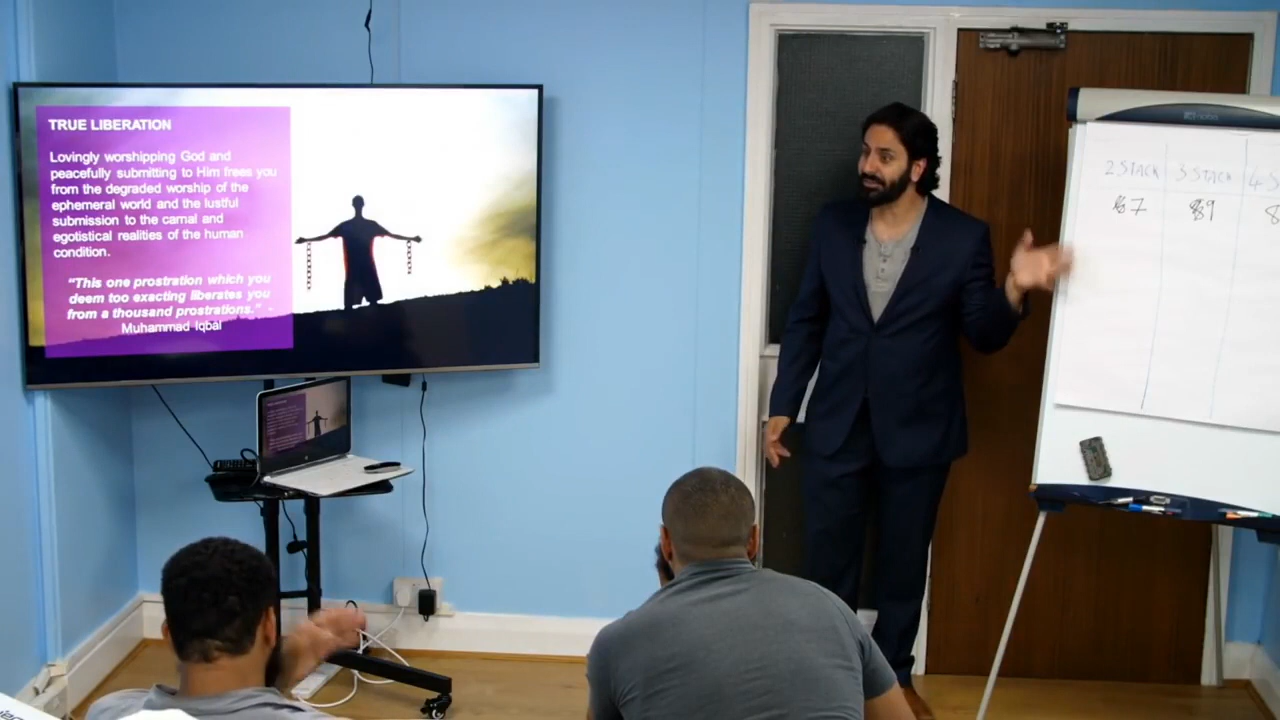 TRUE LIBERATION
Lovingly worshipping God and
peacefully submitting to Him frees you
from the degraded worship of the
ephemeral world and the lustful
submission to the carnal and
egotistical realities of the human
condition.
"This one prostration which you
deem too exacting liberates you
from a thousand prostrations." -
Muhammad Iqbal
nobo
2 STACK 3 STACK
7 9